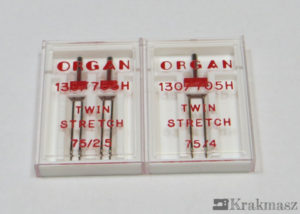 ORGAN
130/705H
TWIN
STRETCH
75/2.5
ORGAN
130/705H
TWIN
STRETCH
75/4
Krakmasz